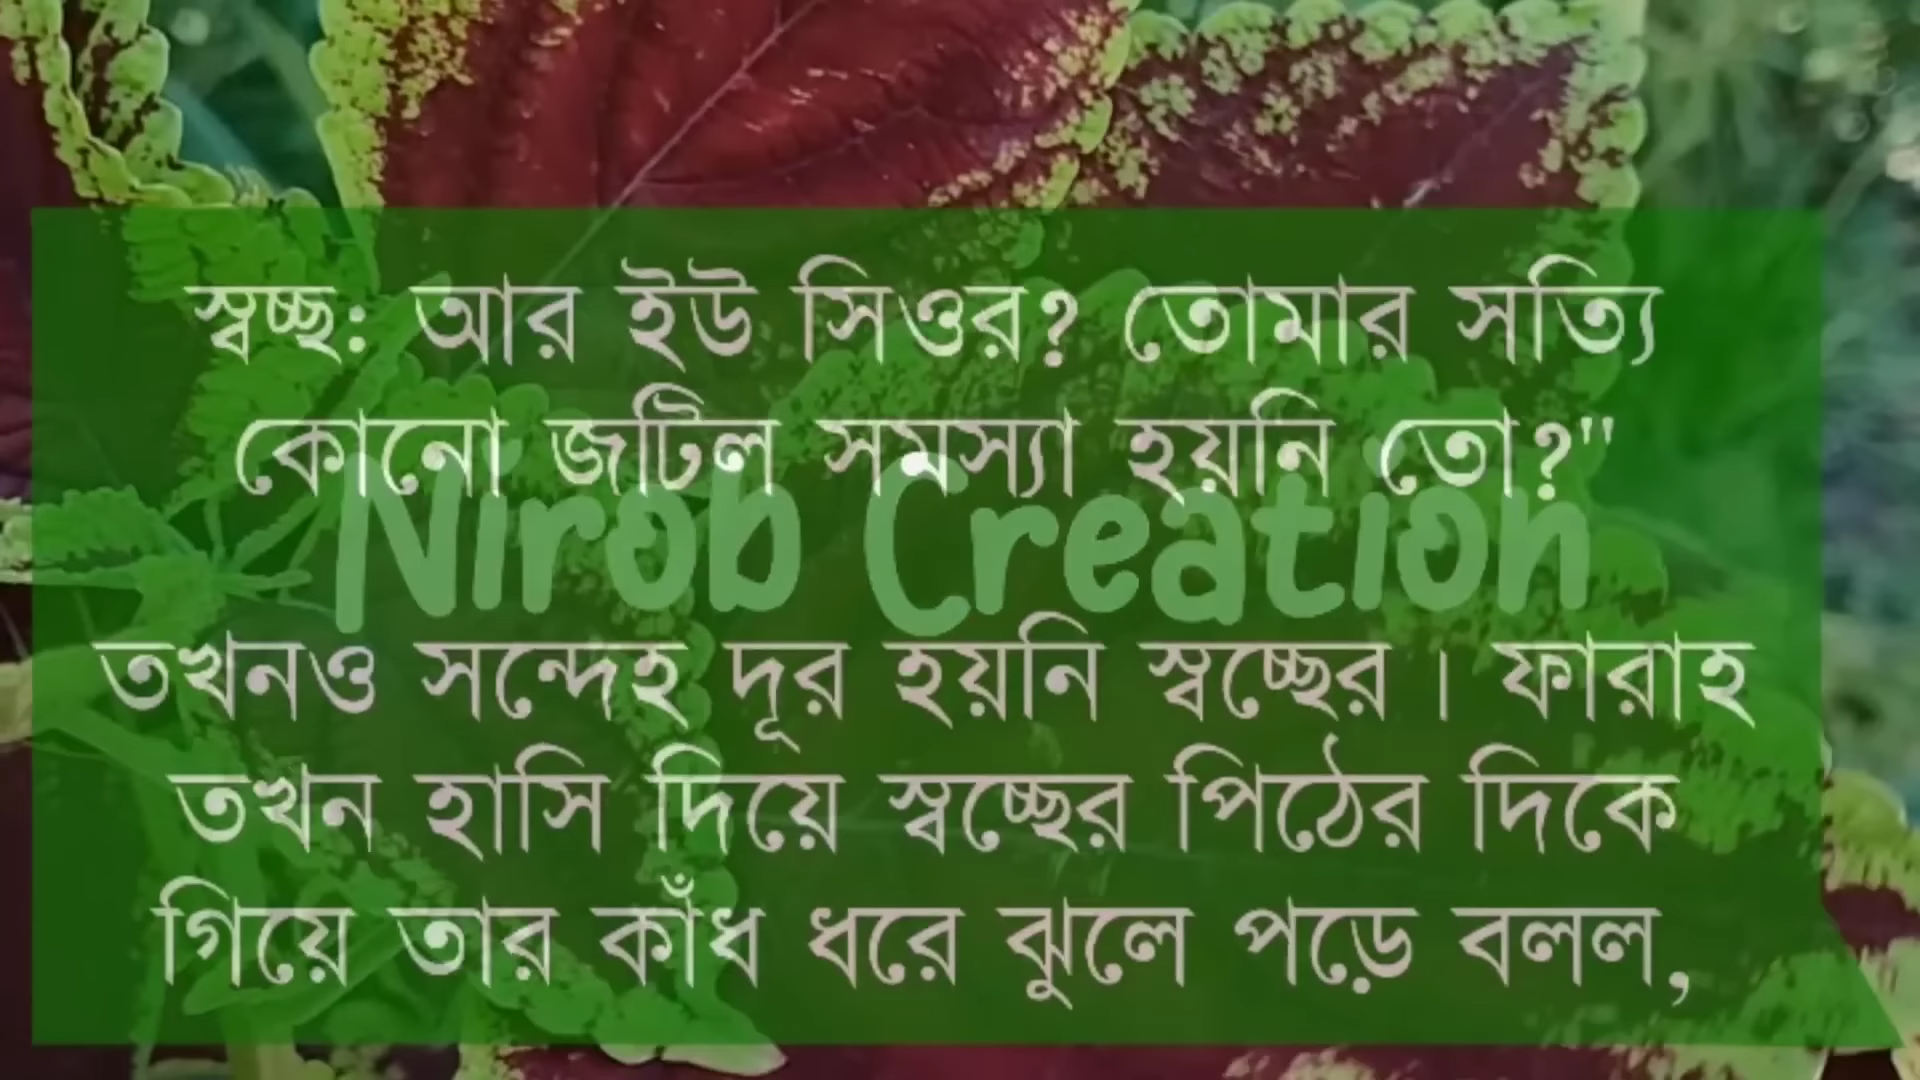 স্বচ্ছ: আর ইউ সিওর? তোমার সত্যি
কোনো জটিল সমস্যা হয়নি তো?"
Nirob Creation
তখনও সন্দেহ দূর হয়নি স্বচ্ছের। ফারাহ
তখন হাসি দিয়ে স্বচ্ছের পিঠের দিকে
গিয়ে তার কাঁধ ধরে ঝুলে পড়ে বলল,